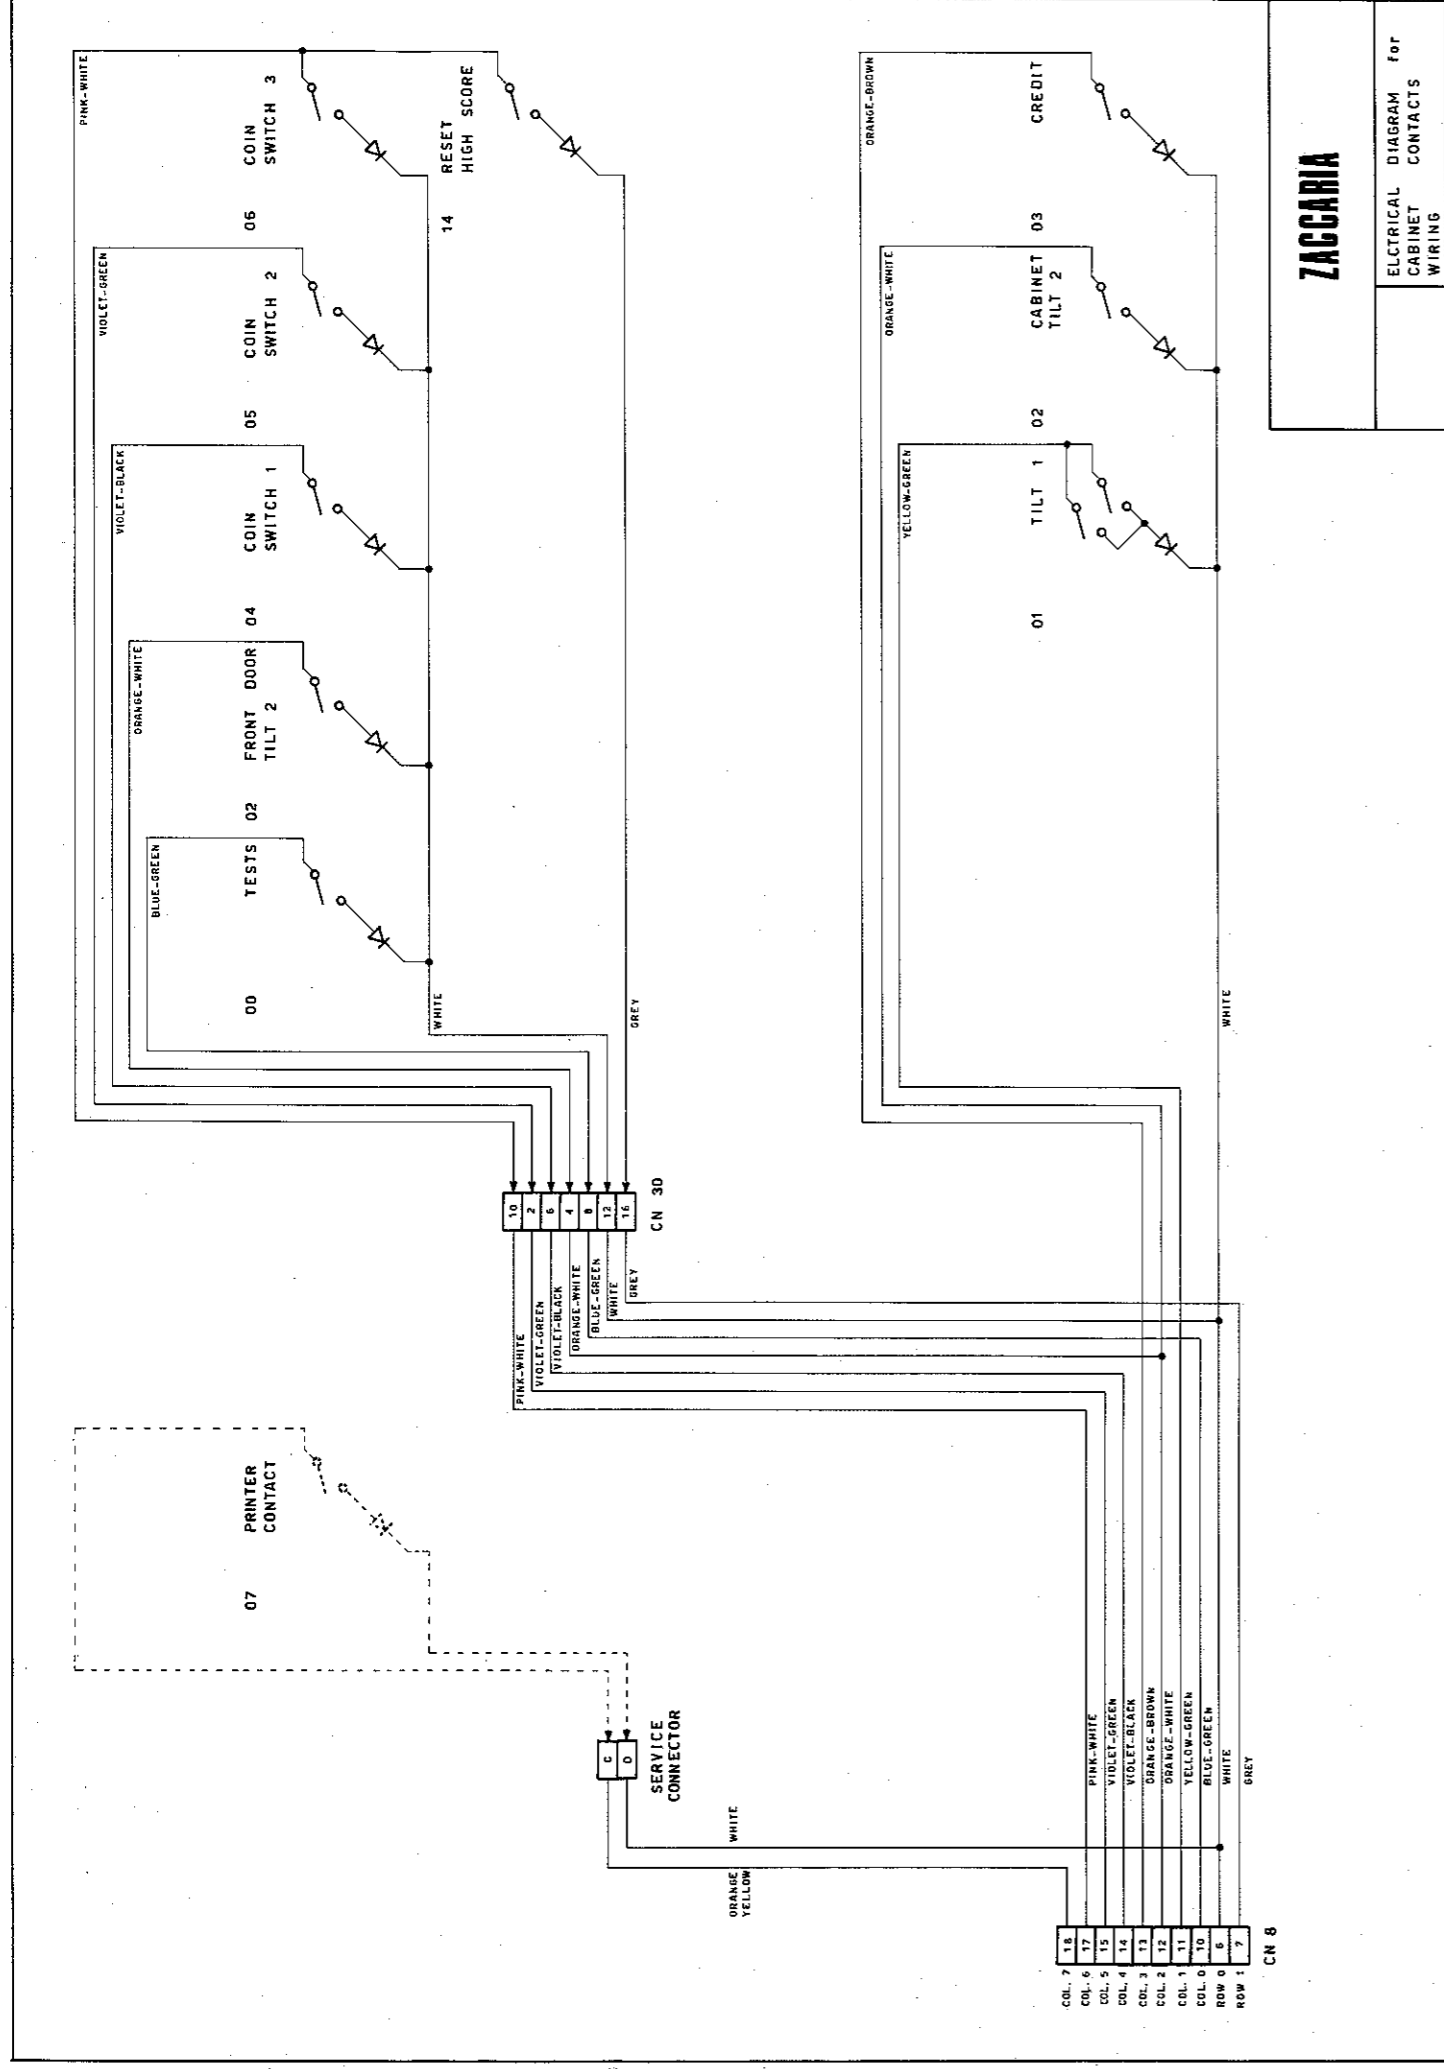 PINK-WHITE
VIOLET-GREEN
VIOLET-BLACK
ORANGE-WHITE
BLUE-GREEN
00
TESTS
02
FRONT DOOR
TILT 2
04
COIN
SWITCH 1
05
COIN
SWITCH 2
06
COIN
SWITCH 3
14
RESET
HIGH SCORE
WHITE
GREY
10
2
6
4
8
12
16
CN 30
PINK-WHITE
VIOLET-GREEN
VIOLET-BLACK
ORANGE-WHITE
BLUE-GREEN
WHITE
GREY
07
PRINTER
CONTACT
C
D
SERVICE
CONNECTOR
ORANGE
YELLOW
WHITE
ORANGE-BROWN
ORANGE-WHITE
YELLOW-GREEN
01
TILT 1
02
CABINET
TILT 2
03
CREDIT
WHITE
PINK-WHITE
VIOLET-GREEN
VIOLET-BLACK
ORANGE-BROWN
ORANGE-WHITE
YELLOW-GREEN
BLUE-GREEN
WHITE
GREY
COL. 7 18
COL. 6 17
COL. 5 15
COL. 4 14
COL. 3 13
COL. 2 12
COL. 1 11
COL. 0 10
ROW 0 6
ROW 1 7
CN 8
ZACCARIA
ELCTRICAL DIAGRAM for
CABINET CONTACTS
WIRING